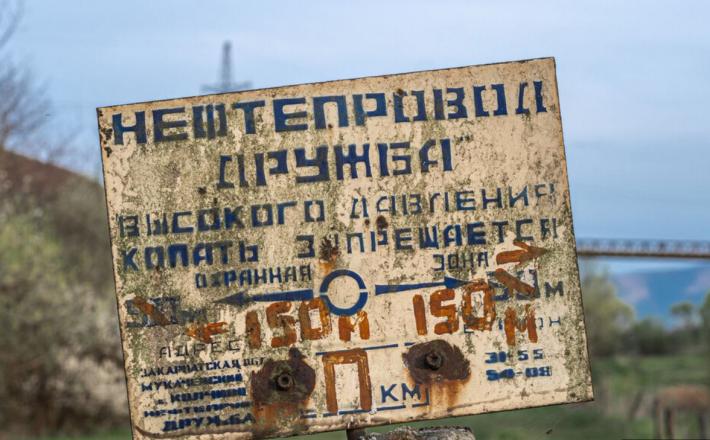 НЕФТЕПРОВОД
"ДРУЖБА"
ВЫСОКОГО ДАВЛЕНИЯ
КОПАТЬ ЗАПРЕЩАЕТСЯ!
ОХРАННАЯ ЗОНА
М
150М 150М
АДРЕС
ЗАКАРПАТСКАЯ ОБЛ
МУКАЧЕВСКИЙ
31-55
П КМ
54-08
ДРУЖБА